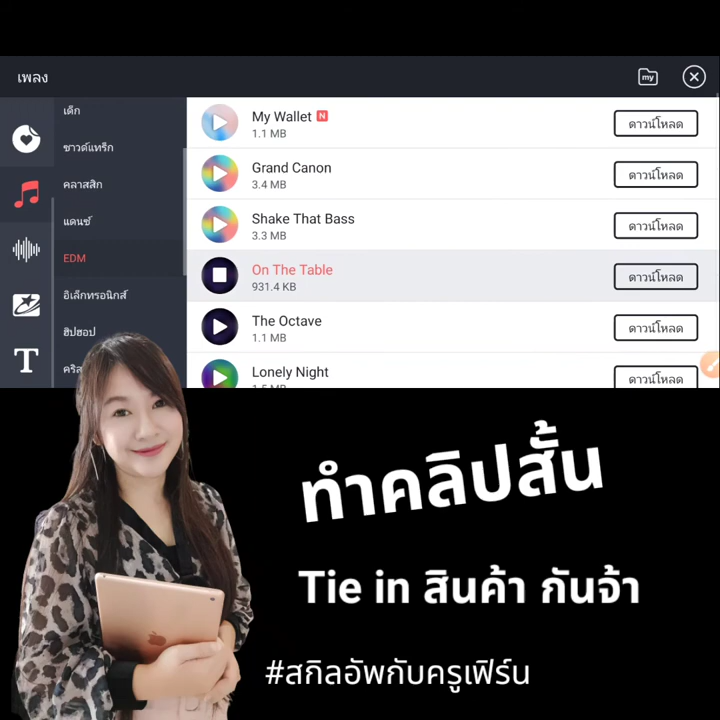 เพลง
my
เด็ก
ซาวด์แทร็ก
คลาสสิก
แดนซ์
EDM
อิเล็กทรอนิกส์
ฮิปฮอป
คริส
T
My Wallet N
1.1 MB
ดาวน์โหลด
Grand Canon
3.4 MB
ดาวน์โหลด
Shake That Bass
3.3 MB
ดาวน์โหลด
On The Table
931.4 KB
ดาวน์โหลด
The Octave
1.1 MB
ดาวน์โหลด
Lonely Night
1.5 MB
ดาวน์โหลด
ทำคลิปสั้น
Tie in สินค้า กันจ้า
#สกิลอัพกับครูเฟิร์น